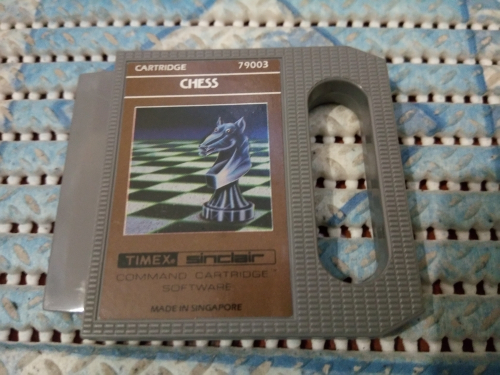 CARTRIDGE 79003
CHESS
TIMEX sinclair
COMMAND CARTRIDGE
SOFTWARE
MADE IN SINGAPORE